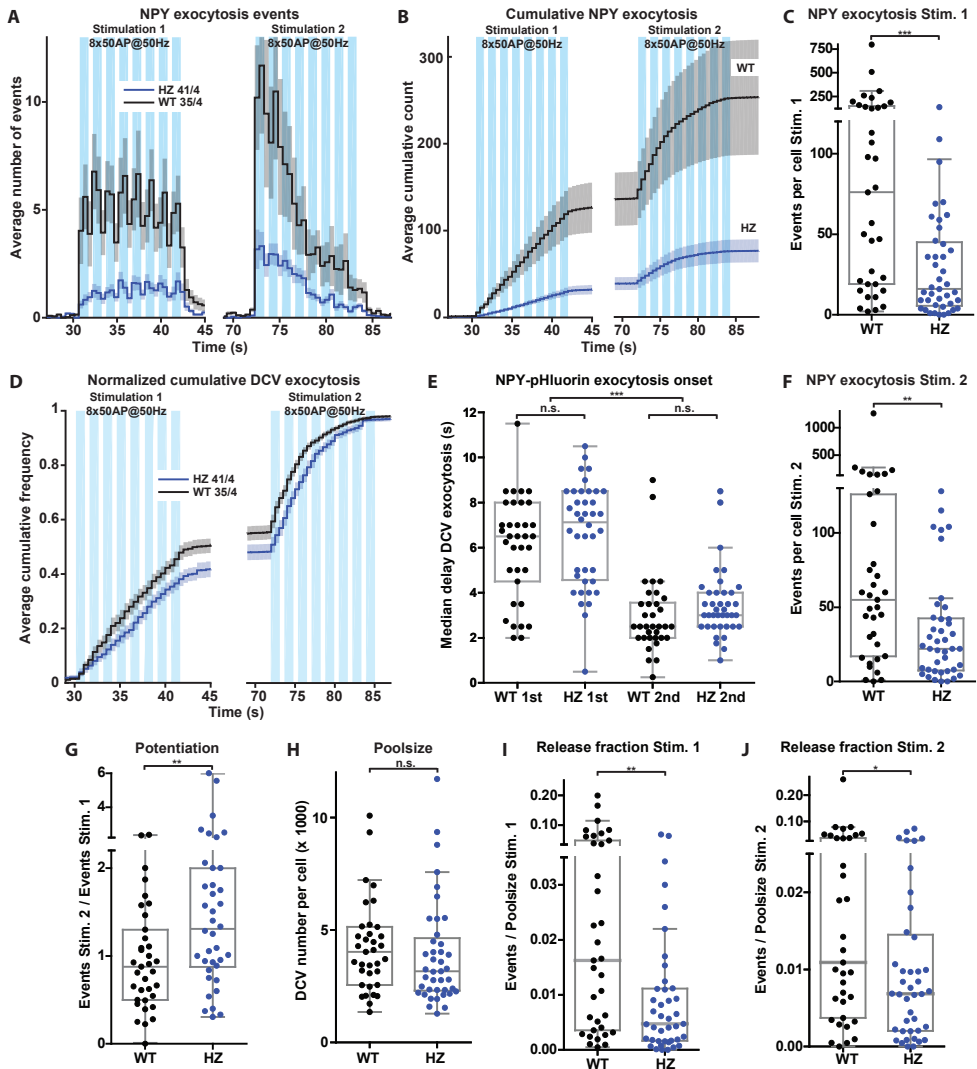 A
NPY exocytosis events
Stimulation 1
8x50AP@50Hz
Stimulation 2
8x50AP@50Hz
HZ 41/4
WT 35/4
Average number of events
10
5
0
30
35
40
45
70
75
80
85
Time (s)
B
Cumulative NPY exocytosis
Stimulation 1
8x50AP@50Hz
Stimulation 2
8x50AP@50Hz
WT
HZ
Average cumulative count
300
200
100
0
30
35
40
45
70
75
80
85
Time (s)
C
NPY exocytosis Stim. 1
***
Events per cell Stim. 1
750
500
250
100
50
0
WT
HZ
D
Normalized cumulative DCV exocytosis
Stimulation 1
8x50AP@50Hz
Stimulation 2
8x50AP@50Hz
HZ 41/4
WT 35/4
Average cumulative frequency
1
0.8
0.6
0.4
0.2
0
30
35
40
45
70
75
80
85
Time (s)
E
NPY-pHluorin exocytosis onset
***
n.s.
n.s.
Median delay DCV exocytosis (s)
12
10
8
6
4
2
0
WT 1st
HZ 1st
WT 2nd
HZ 2nd
F
NPY exocytosis Stim. 2
**
Events per cell Stim. 2
1000
500
100
50
0
WT
HZ
G
Potentiation
**
Events Stim. 2 / Events Stim. 1
6
4
2
1
0
WT
HZ
H
Poolsize
n.s.
DCV number per cell (x 1000)
10
5
0
WT
HZ
I
Release fraction Stim. 1
**
Events / Poolsize Stim. 1
0.20
0.10
0.03
0.02
0.01
0.00
WT
HZ
J
Release fraction Stim. 2
*
Events / Poolsize Stim. 2
0.20
0.10
0.02
0.01
0.00
WT
HZ